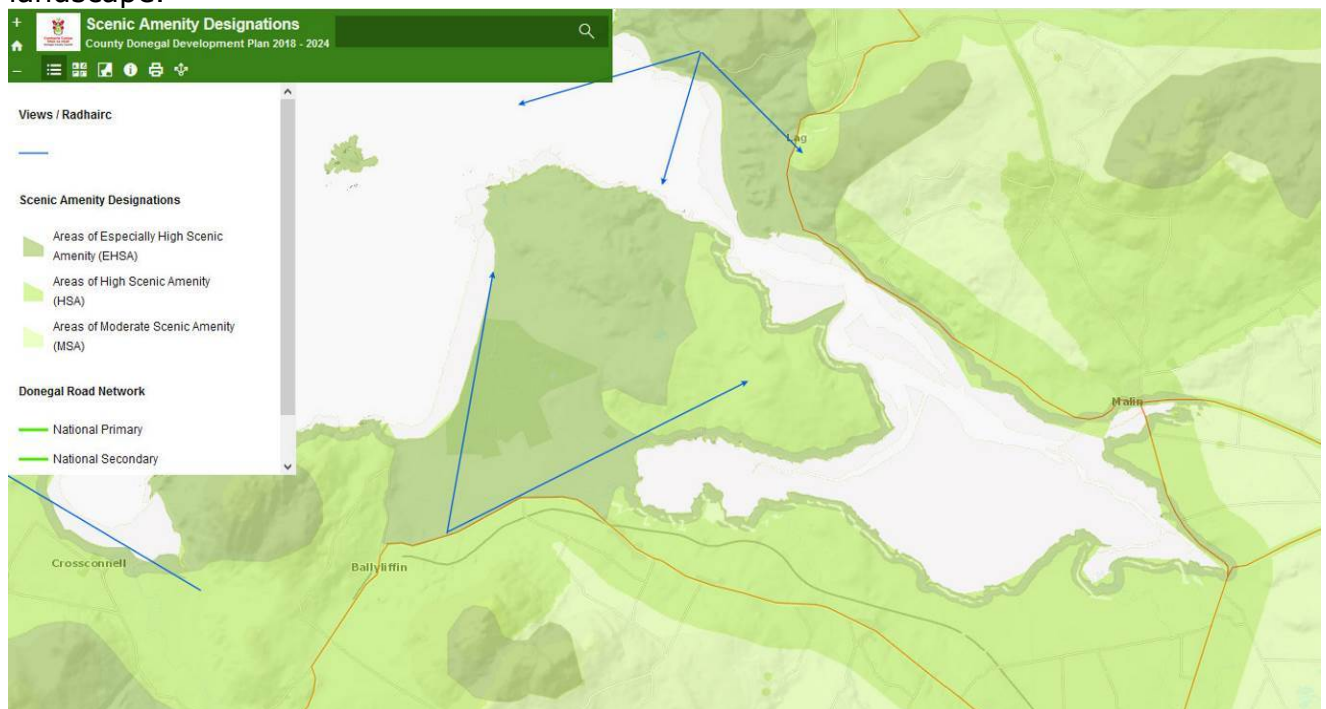 landscape.
Scenic Amenity Designations
County Donegal Development Plan 2018 - 2024
Views / Radhairc
Scenic Amenity Designations
Areas of Especially High Scenic
Amenity (EHSA)
Areas of High Scenic Amenity
(HSA)
Areas of Moderate Scenic Amenity
(MSA)
Donegal Road Network
National Primary
National Secondary
Lag
Malin
Crossconnell
Ballyliffin